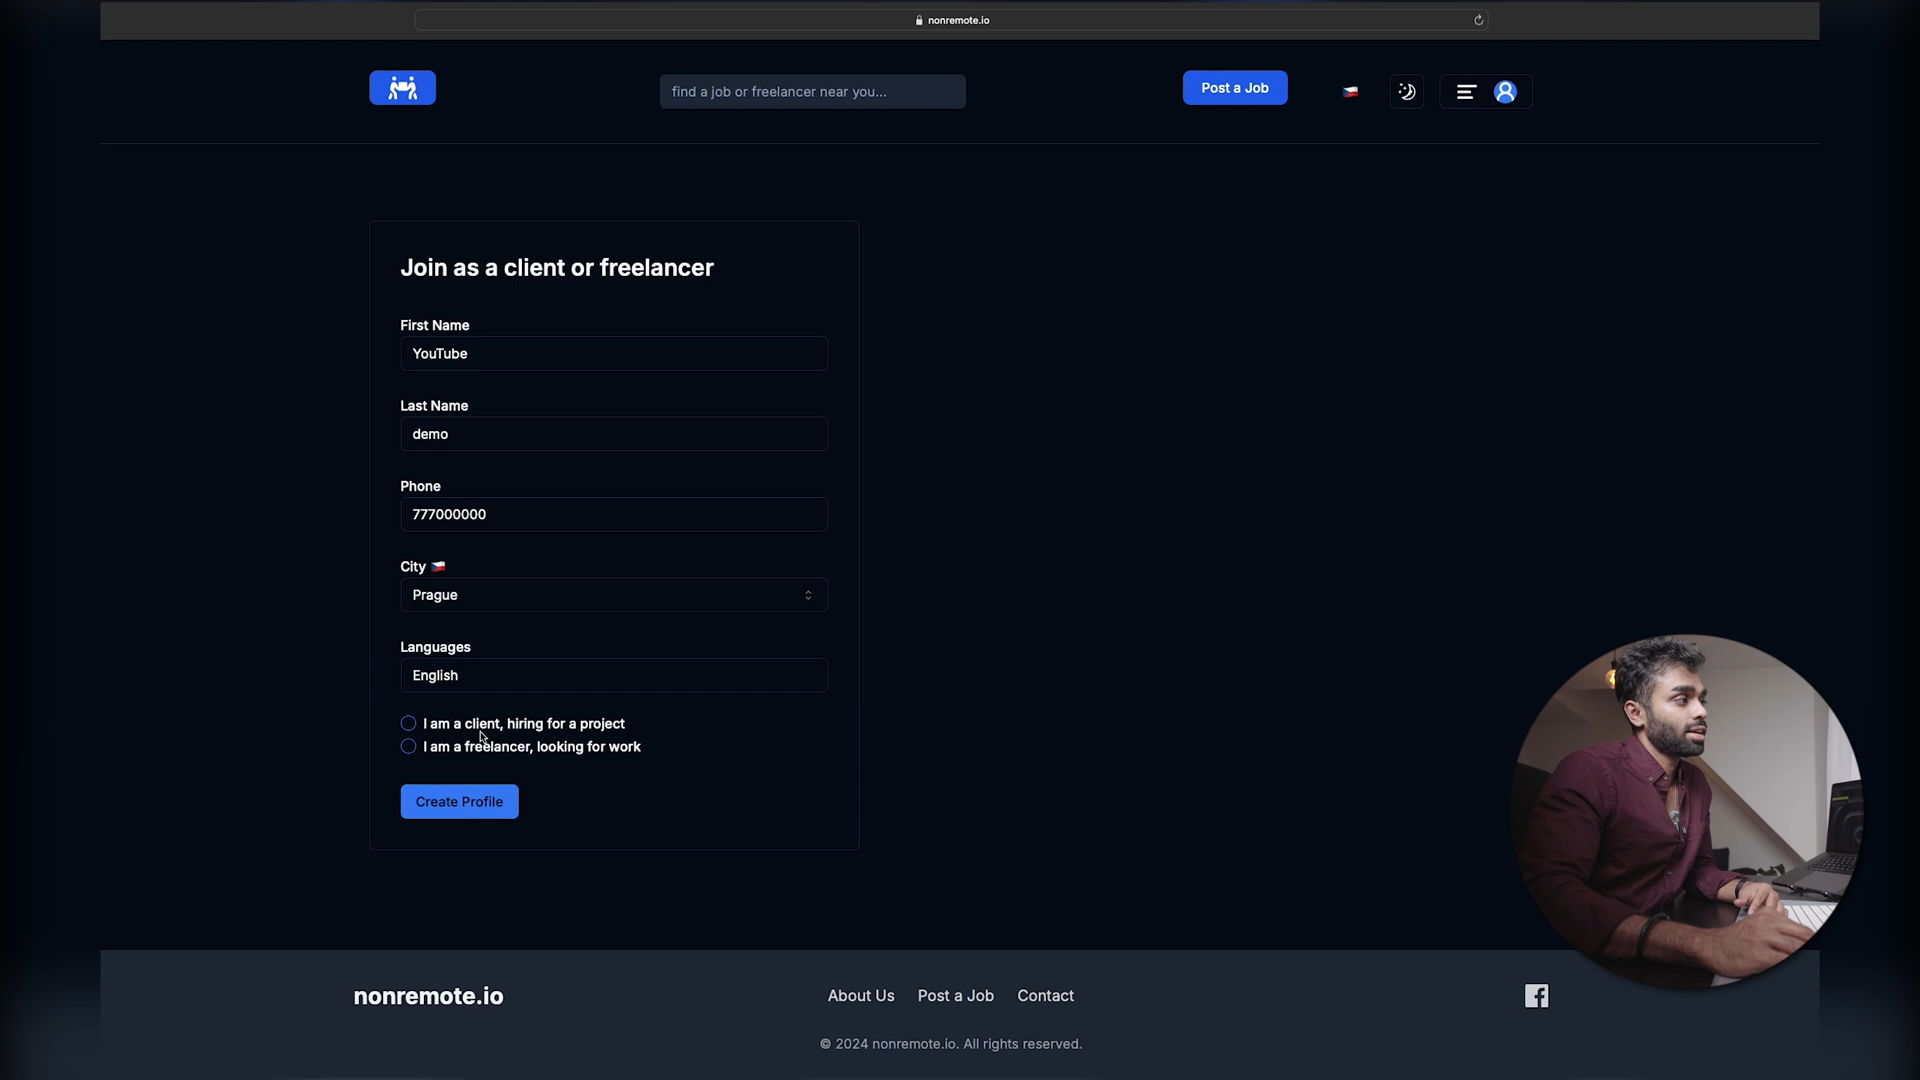 nonremote.io
find a job or freelancer near you...
Post a Job
Join as a client or freelancer
First Name
YouTube
Last Name
demo
Phone
777000000
City 🇨🇿
Prague
Languages
English
I am a client, hiring for a project
I am a freelancer, looking for work
Create Profile
nonremote.io
About Us
Post a Job
Contact
© 2024 nonremote.io. All rights reserved.